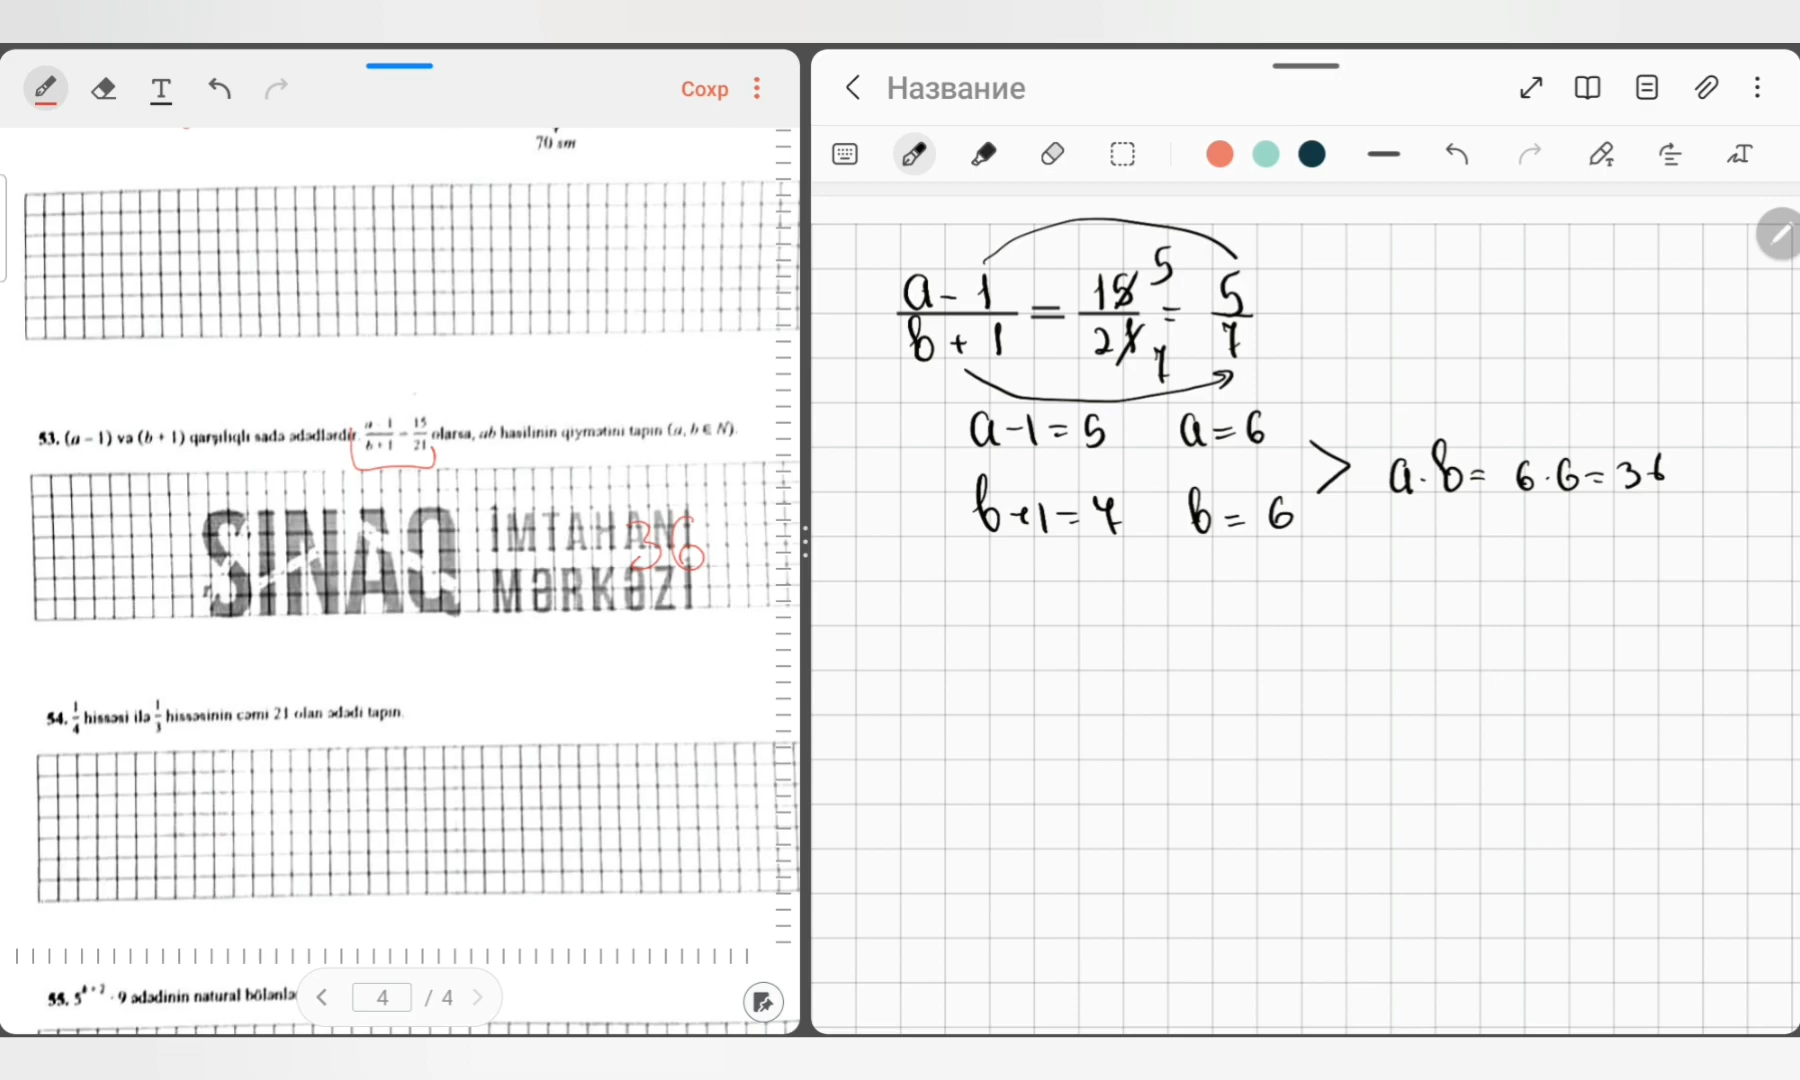 Сохр
70 sm
53. (a − 1) və (b + 1) qarşılıqlı sadə ədədlərdir. a − 1 / b + 1 = 15 / 21 olarsa, ab hasilinin qiymətini tapın (a, b ∈ N).
SINAQ İMTAHAN MƏRKƏZİ
36
54. 1/4 hissəsi ilə 1/3 hissəsinin cəmi 21 olan ədədi tapın.
55.
· 9 ədədinin natural bölənlə
4 / 4
Название
a - 1 / b + 1 = 15 / 21 = 5 / 7
5
7
a - 1 = 5 a = 6
b + 1 = 7 b = 6
> a · b = 6 · 6 = 36